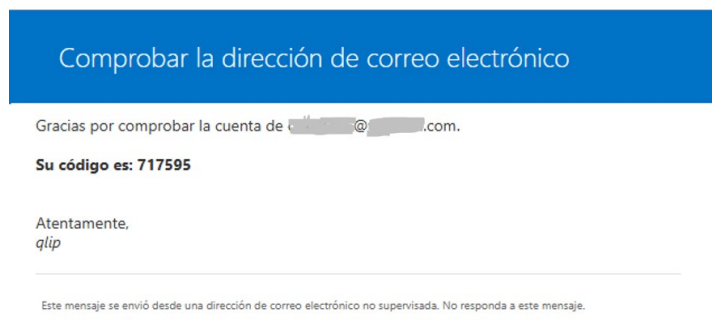 Comprobar la dirección de correo electrónico
Gracias por comprobar la cuenta de @ .com.
Su código es: 717595
Atentamente,
qlip
Este mensaje se envió desde una dirección de correo electrónico no supervisada. No responda a este mensaje.